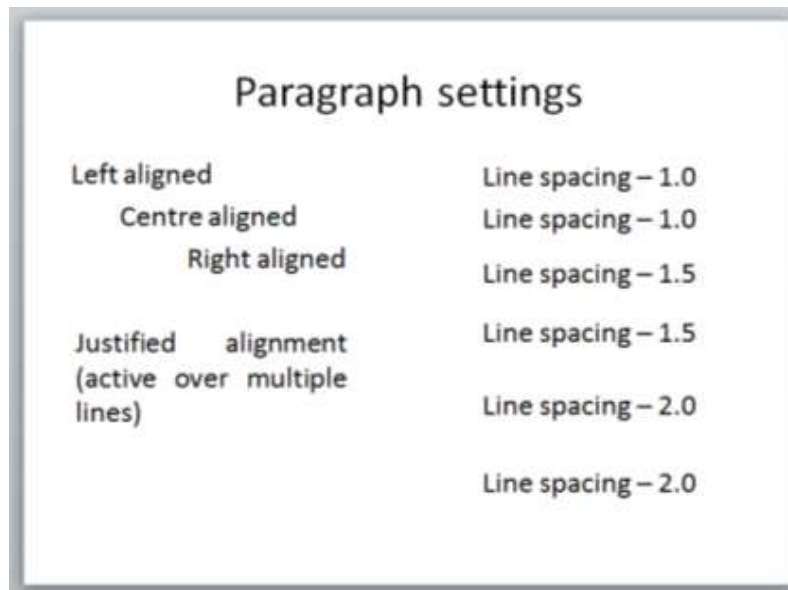 Paragraph settings
Left aligned
Centre aligned
Right aligned
Justified alignment
(active over multiple
lines)
Line spacing – 1.0
Line spacing – 1.0
Line spacing – 1.5
Line spacing – 1.5
Line spacing – 2.0
Line spacing – 2.0